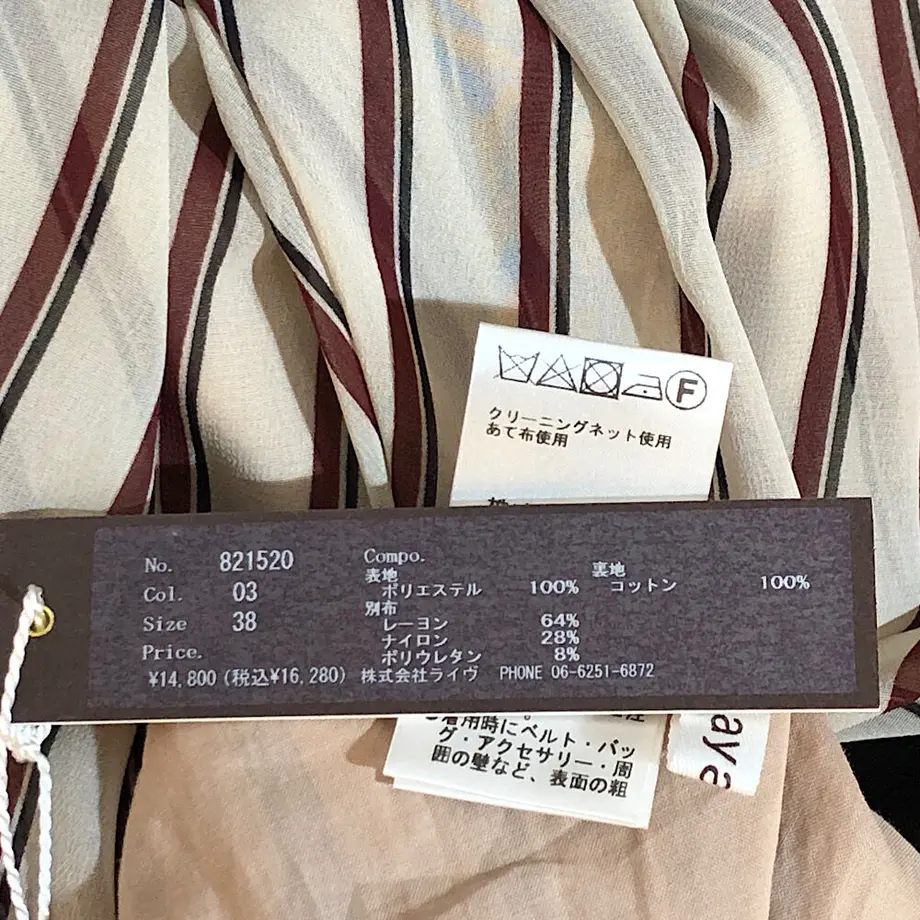 F
クリーニングネット使用
あて布使用
No. 821520
Col. 03
Size 38
Price.
¥14,800 (税込¥16,280)
Compo.
表地
ポリエステル 100%
別布
レーヨン 64%
ナイロン 28%
ポリウレタン 8%
裏地
コットン 100%
株式会社ライヴ PHONE 06-6251-6872
着用時にベルト・バッ
グ・アクセサリー・周
囲の壁など、表面の粗
aya